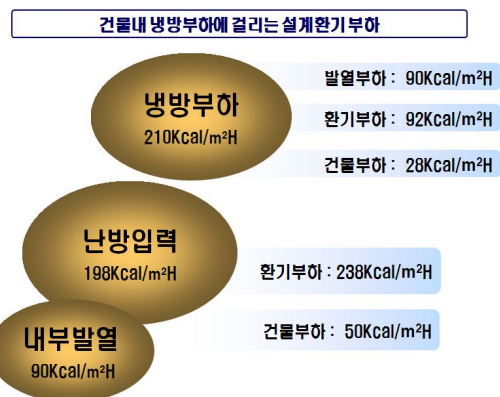 건물내 냉방부하에 걸리는 설계환기 부하
냉방부하
210Kcal/m²H
발열부하 : 90Kcal/m²H
환기부하 : 92Kcal/m²H
건물부하 : 28Kcal/m²H
난방입력
198Kcal/m²H
환기부하 : 238Kcal/m²H
건물부하 : 50Kcal/m²H
내부발열
90Kcal/m²H